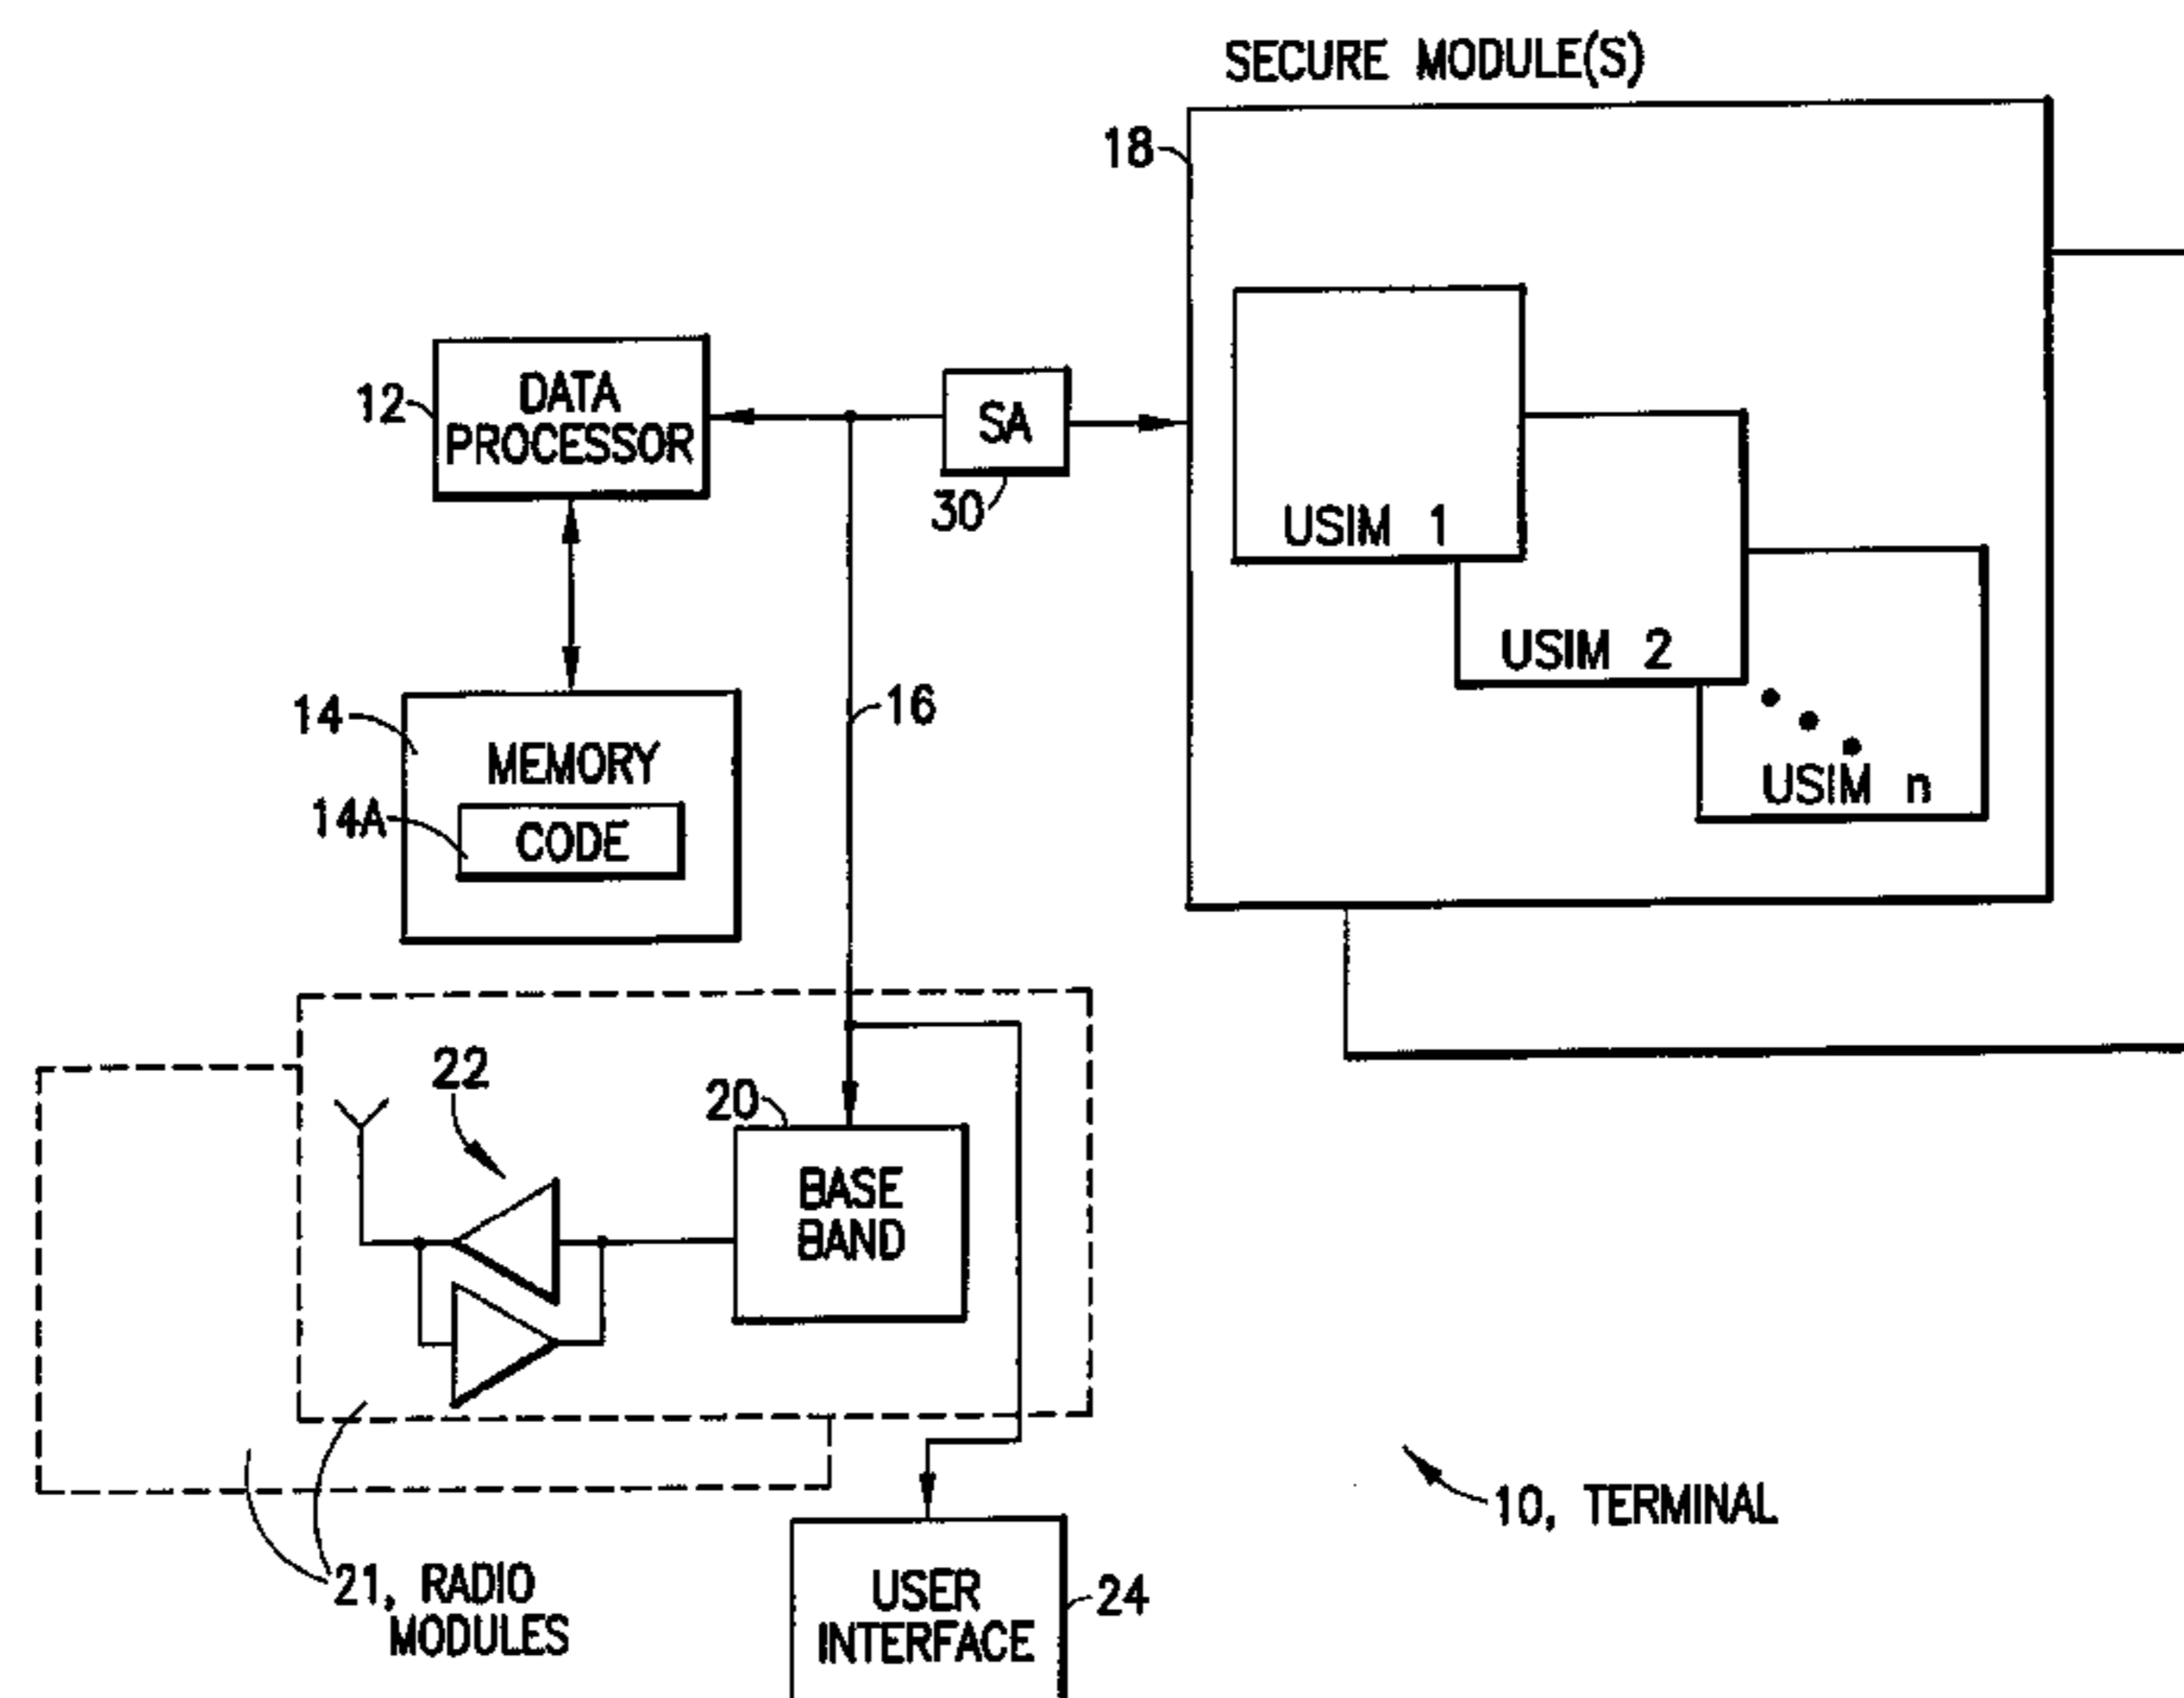 SECURE MODULE(S)
18
12
DATA
PROCESSOR
SA
30
USIM 1
USIM 2
USIM n
14
MEMORY
14A
CODE
16
22
20
BASE
BAND
10, TERMINAL
21, RADIO
MODULES
USER
INTERFACE
24